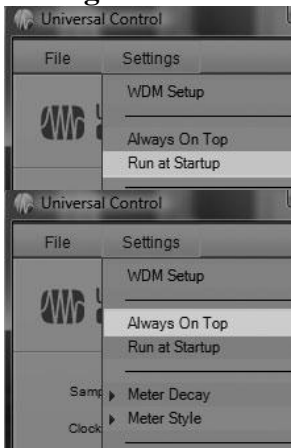 Universal Control
File Settings
WDM Setup
Always On Top
Run at Startup
Universal Control
File Settings
WDM Setup
Always On Top
Run at Startup
Meter Decay
Meter Style
Clock